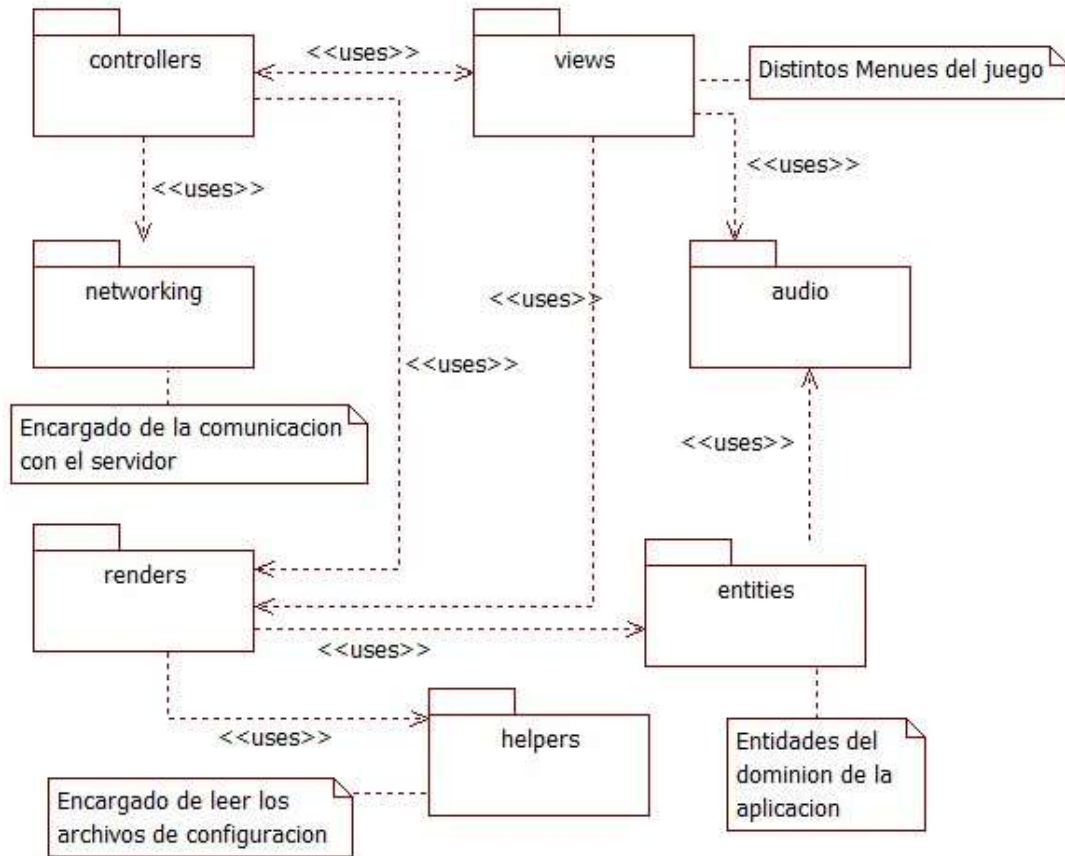 controllers
<<uses>>
views
Distintos Menues del juego
<<uses>>
<<uses>>
networking
<<uses>>
audio
<<uses>>
Encargado de la comunicacion
con el servidor
<<uses>>
renders
entities
<<uses>>
<<uses>>
helpers
Entidades del
dominion de la
aplicacion
Encargado de leer los
archivos de configuracion